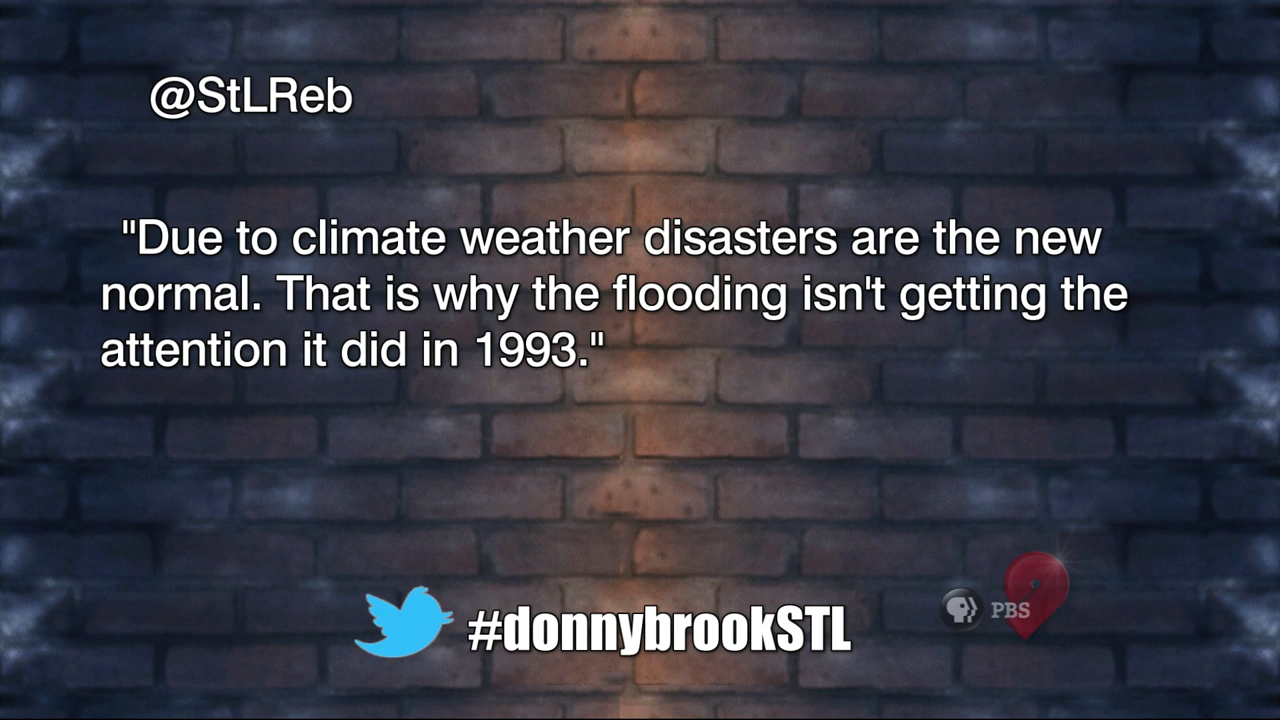 @StLReb
"Due to climate weather disasters are the new
normal. That is why the flooding isn't getting the
attention it did in 1993."
#donnybrookSTL
PBS